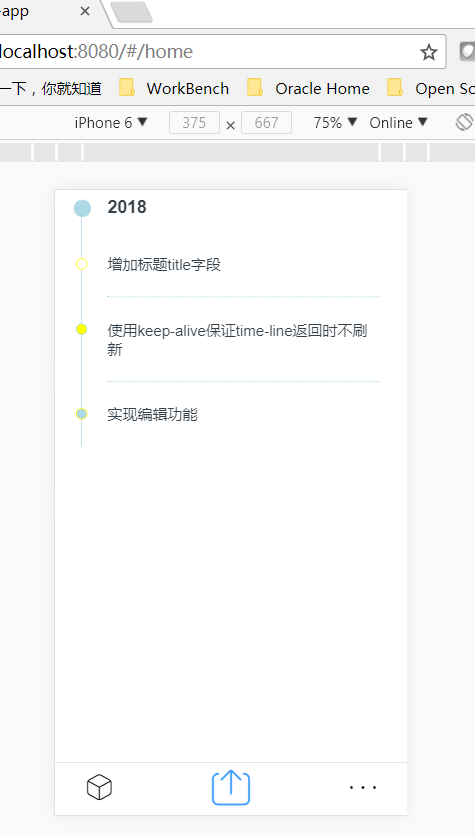 -app
localhost:8080/#/home
一下，你就知道 WorkBench Oracle Home Open Sc
iPhone 6 ▼ 375 × 667 75% ▼ Online ▼
2018
增加标题title字段
使用keep-alive保证time-line返回时不刷
新
实现编辑功能